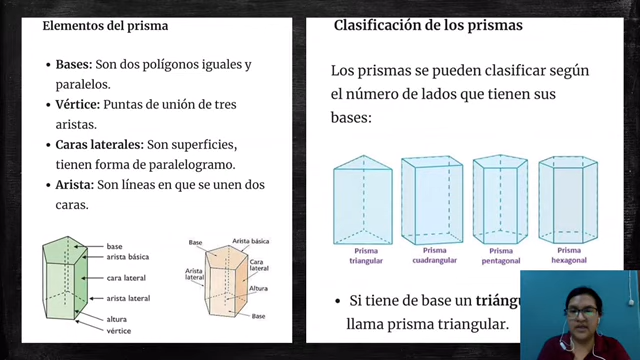 Elementos del prisma
• Bases: Son dos polígonos iguales y
paralelos.
• Vértice: Puntas de unión de tres
aristas.
• Caras laterales: Son superficies,
tienen forma de paralelogramo.
• Arista: Son líneas en que se unen dos
caras.
base
arista básica
cara lateral
arista lateral
altura
vértice
Base
Arista básica
Arista
lateral
Cara
lateral
Altura
Base
Clasificación de los prismas
Los prismas se pueden clasificar según
el número de lados que tienen sus
bases:
Prisma
triangular
Prisma
cuadrangular
Prisma
pentagonal
Prisma
hexagonal
• Si tiene de base un
llama prisma triangular.